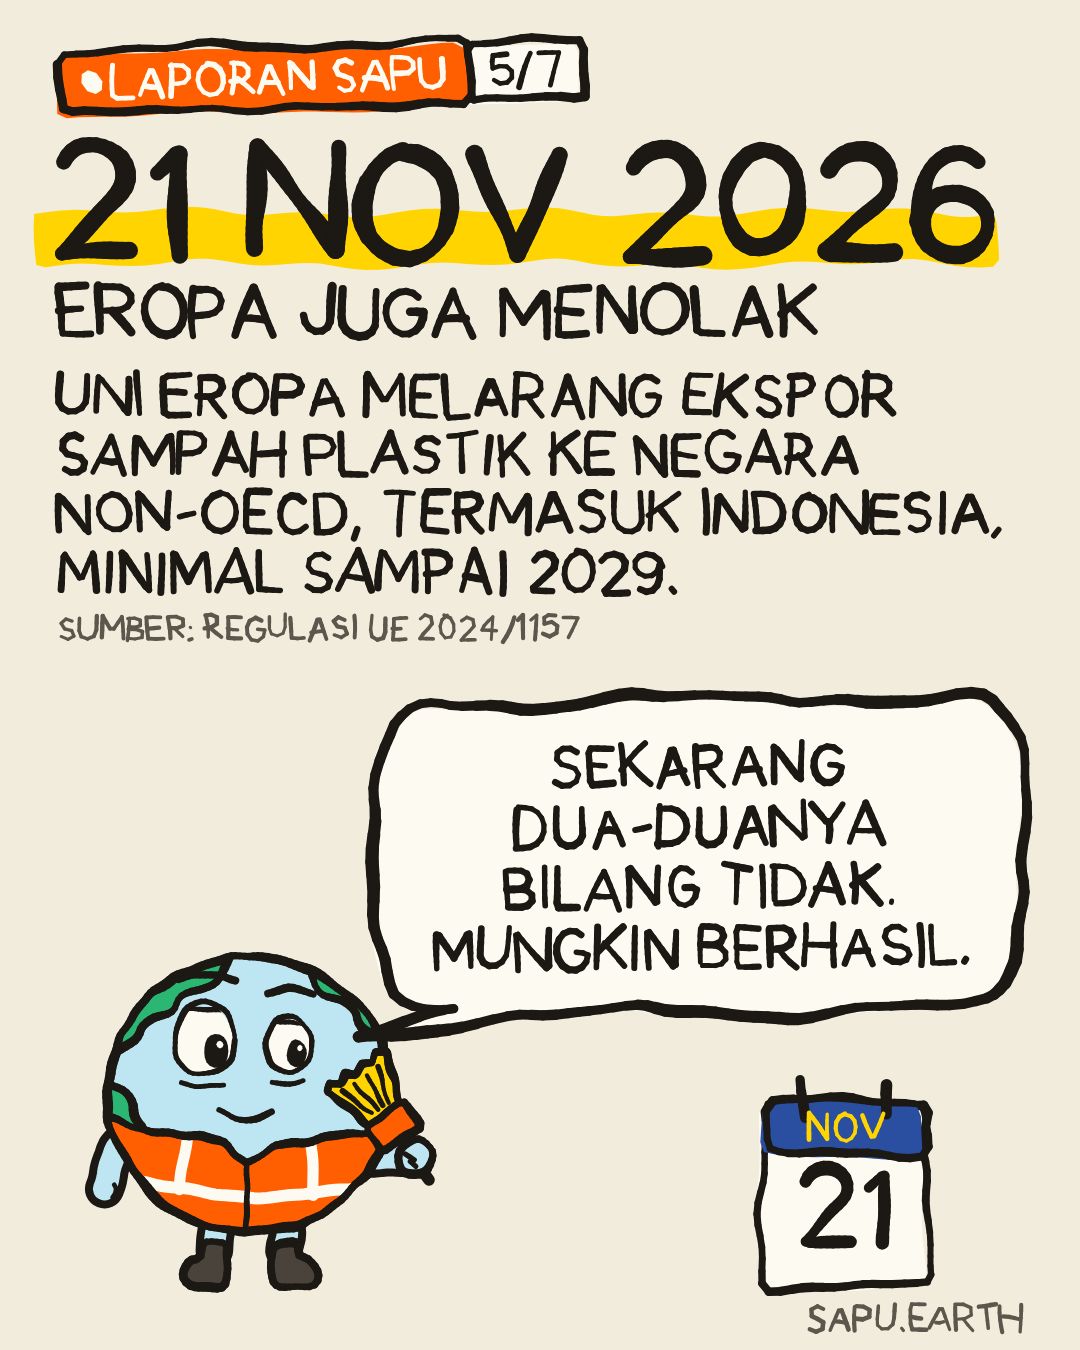 LAPORAN SAPU 5/7
21 NOV 2026
EROPA JUGA MENOLAK
UNI EROPA MELARANG EKSPOR
SAMPAH PLASTIK KE NEGARA
NON-OECD, TERMASUK INDONESIA,
MINIMAL SAMPAI 2029.
SUMBER: REGULASI UE 2024/1157
SEKARANG
DUA-DUANYA
BILANG TIDAK.
MUNGKIN BERHASIL.
NOV
21
SAPU.EARTH